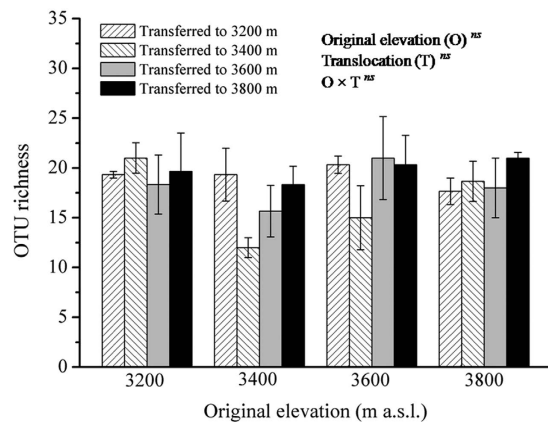 35
30
25
20
15
10
5
0
OTU richness
Transferred to 3200 m
Transferred to 3400 m
Transferred to 3600 m
Transferred to 3800 m
Original elevation (O) ns
Translocation (T) ns
O × T ns
3200 3400 3600 3800
Original elevation (m a.s.l.)